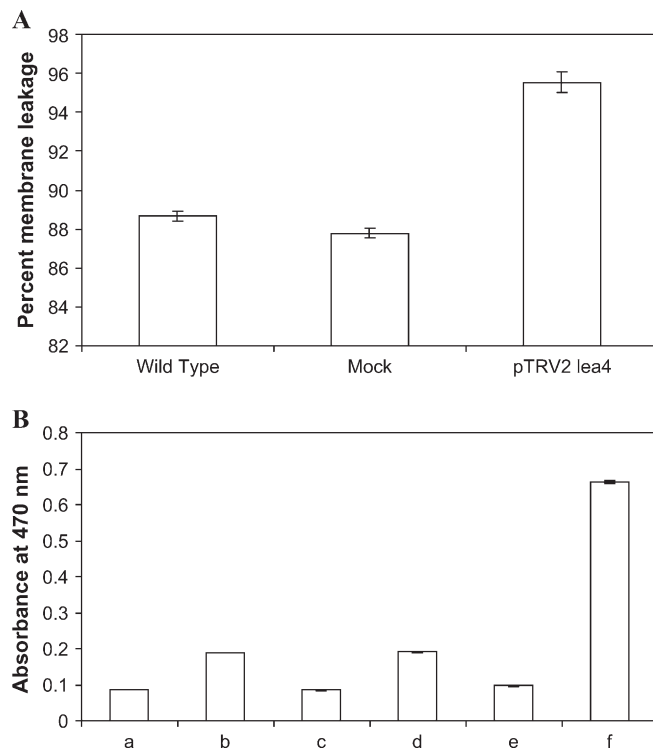 A
98
96
94
92
90
88
86
84
82
Percent membrane leakage
Wild Type
Mock
pTRV2 lea4
B
0.8
0.7
0.6
0.5
0.4
0.3
0.2
0.1
0
Absorbance at 470 nm
a
b
c
d
e
f